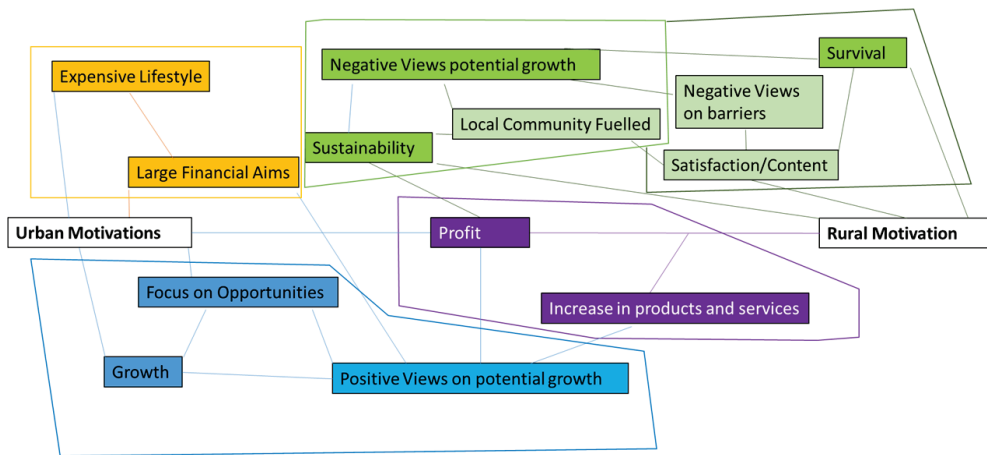 Expensive Lifestyle
Large Financial Aims
Negative Views potential growth
Local Community Fuelled
Sustainability
Survival
Negative Views
on barriers
Satisfaction/Content
Urban Motivations
Profit
Rural Motivation
Focus on Opportunities
Increase in products and services
Growth
Positive Views on potential growth